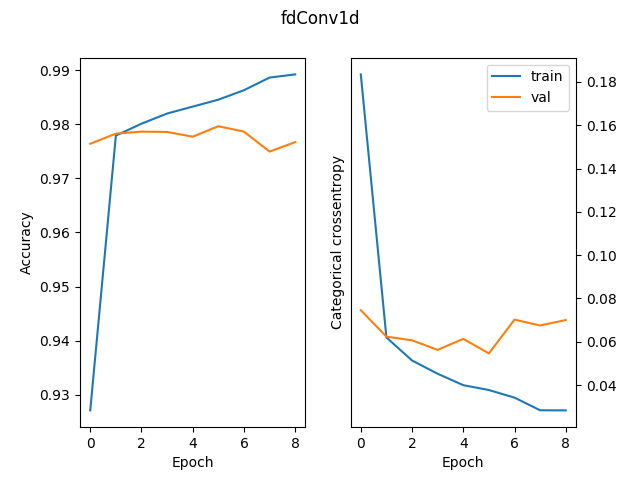 fdConv1d
Accuracy
0.99
0.98
0.97
0.96
0.95
0.94
0.93
0 2 4 6 8
Epoch
Categorical crossentropy
train
val
0.18
0.16
0.14
0.12
0.10
0.08
0.06
0.04
0 2 4 6 8
Epoch